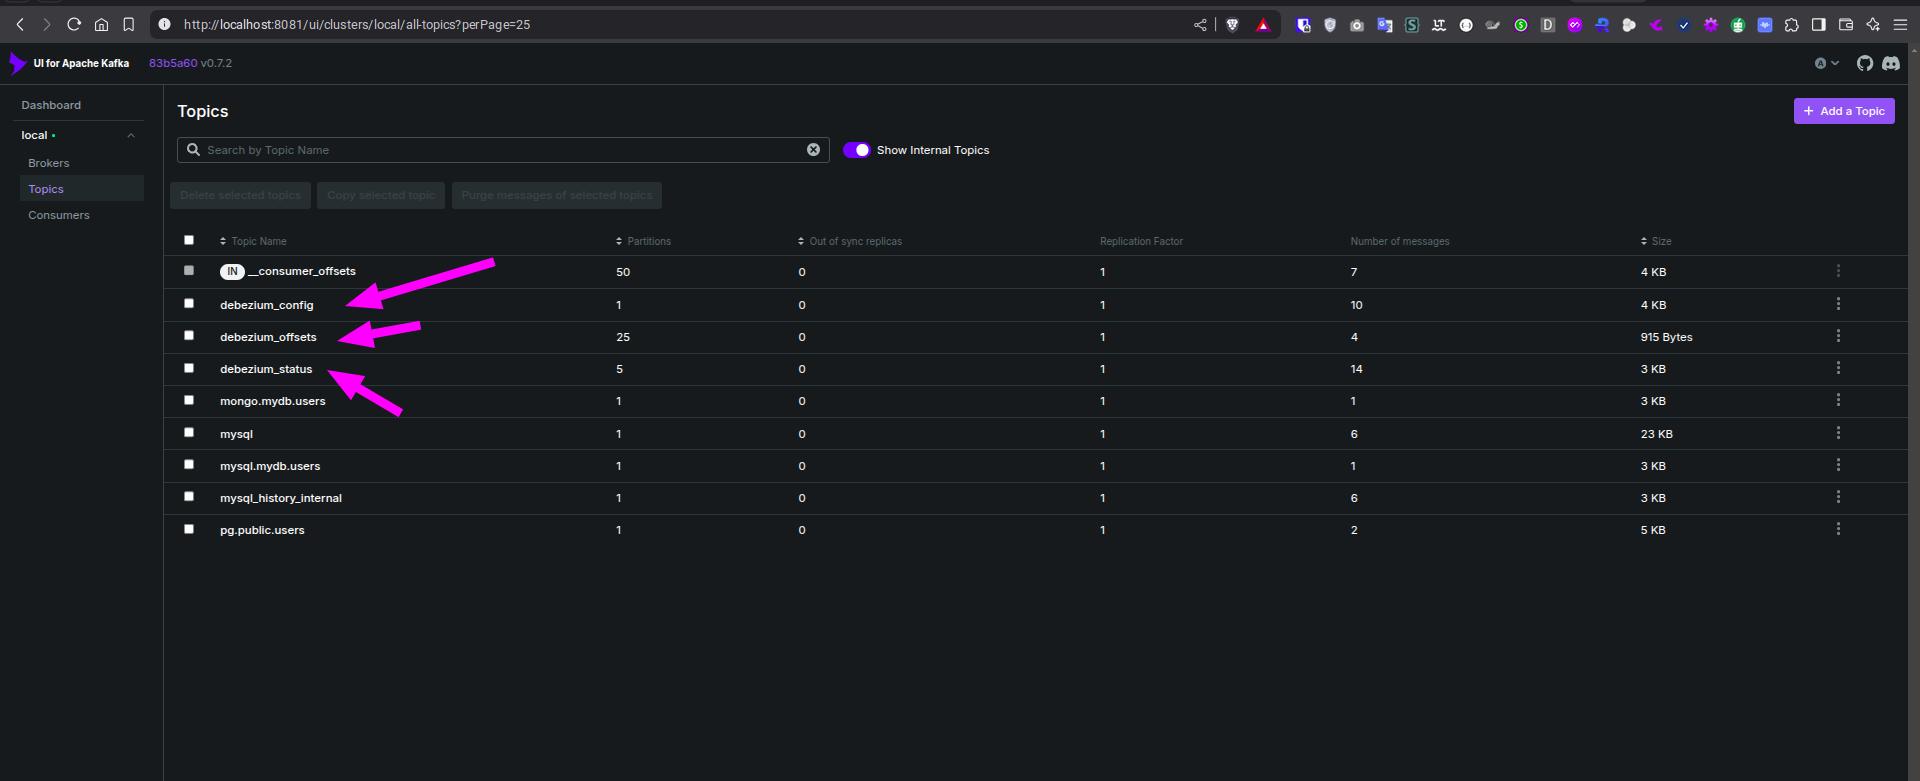 http://localhost:8081/ui/clusters/local/all-topics?perPage=25
UI for Apache Kafka 83b5a60 v0.7.2
Dashboard
local
Brokers
Topics
Consumers
Topics
+ Add a Topic
Search by Topic Name
Show Internal Topics
Delete selected topics Copy selected topic Purge messages of selected topics
Topic Name Partitions Out of sync replicas Replication Factor Number of messages Size
IN __consumer_offsets 50 0 1 7 4 KB
debezium_config 1 0 1 10 4 KB
debezium_offsets 25 0 1 4 915 Bytes
debezium_status 5 0 1 14 3 KB
mongo.mydb.users 1 0 1 1 3 KB
mysql 1 0 1 6 23 KB
mysql.mydb.users 1 0 1 1 3 KB
mysql_history_internal 1 0 1 6 3 KB
pg.public.users 1 0 1 2 5 KB